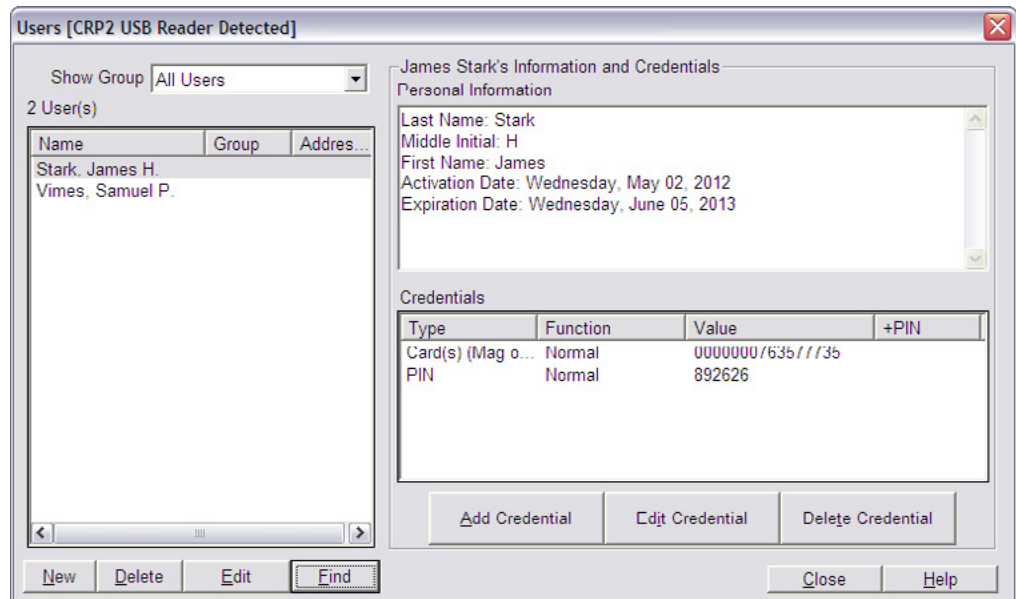 Users [CRP2 USB Reader Detected]
Show Group All Users
2 User(s)
Name Group Addres...
Stark, James H.
Vimes, Samuel P.
New Delete Edit Find
James Stark's Information and Credentials
Personal Information
Last Name: Stark
Middle Initial: H
First Name: James
Activation Date: Wednesday, May 02, 2012
Expiration Date: Wednesday, June 05, 2013
Credentials
Type Function Value +PIN
Card(s) (Mag o... Normal 0000000763577735
PIN Normal 892626
Add Credential Edit Credential Delete Credential
Close Help